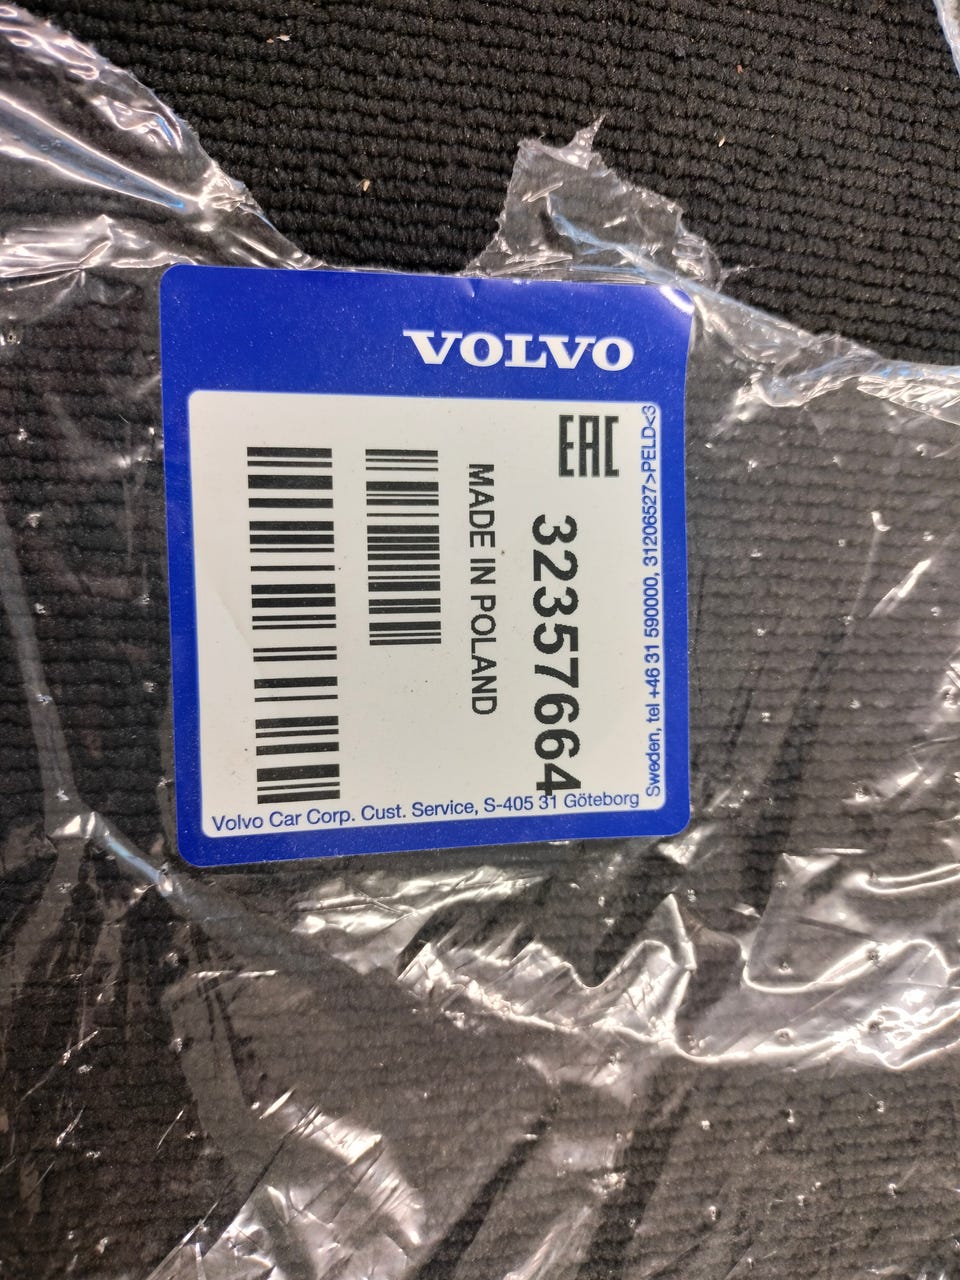 VOLVO
EAC
32357664
MADE IN POLAND
Volvo Car Corp. Cust. Service, S-405 31 Göteborg
Sweden, tel +46 31 590000, 31206527>PELD<3